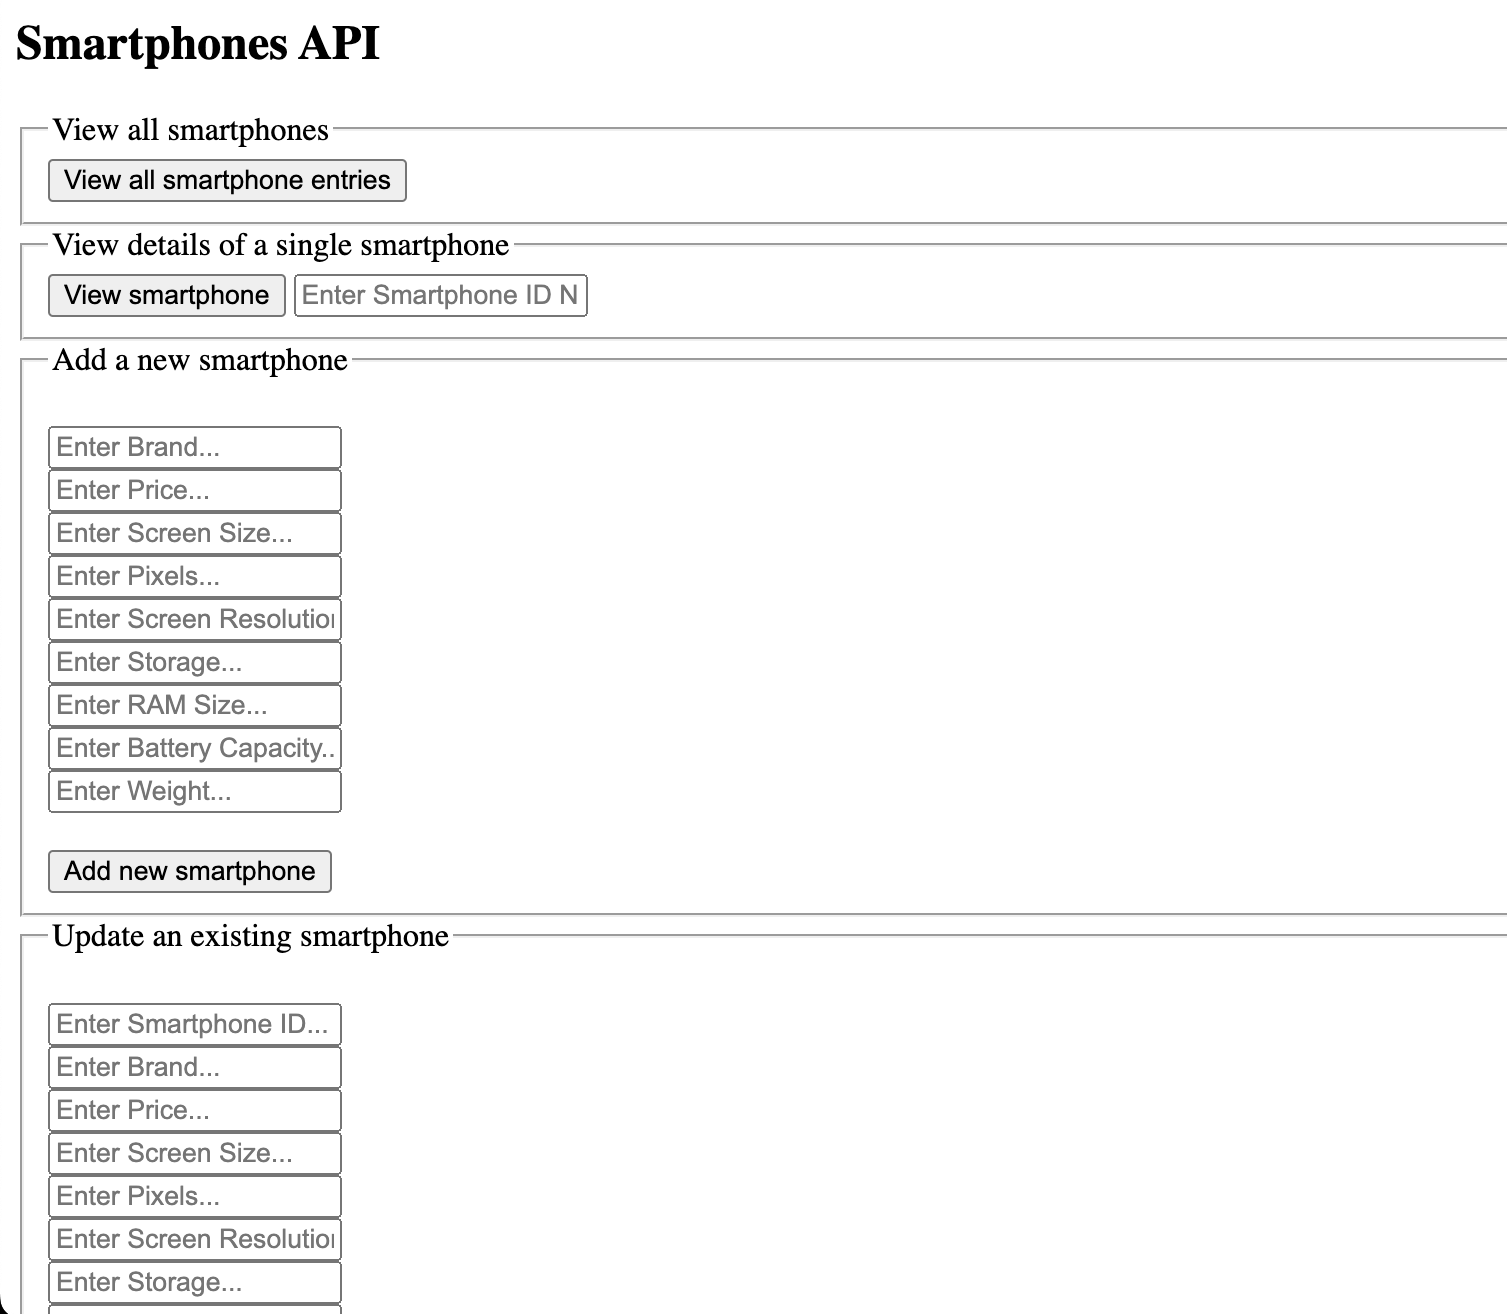 Smartphones API
View all smartphones
View all smartphone entries
View details of a single smartphone
View smartphone Enter Smartphone ID N
Add a new smartphone
Enter Brand...
Enter Price...
Enter Screen Size...
Enter Pixels...
Enter Screen Resolution
Enter Storage...
Enter RAM Size...
Enter Battery Capacity..
Enter Weight...
Add new smartphone
Update an existing smartphone
Enter Smartphone ID...
Enter Brand...
Enter Price...
Enter Screen Size...
Enter Pixels...
Enter Screen Resolution
Enter Storage...